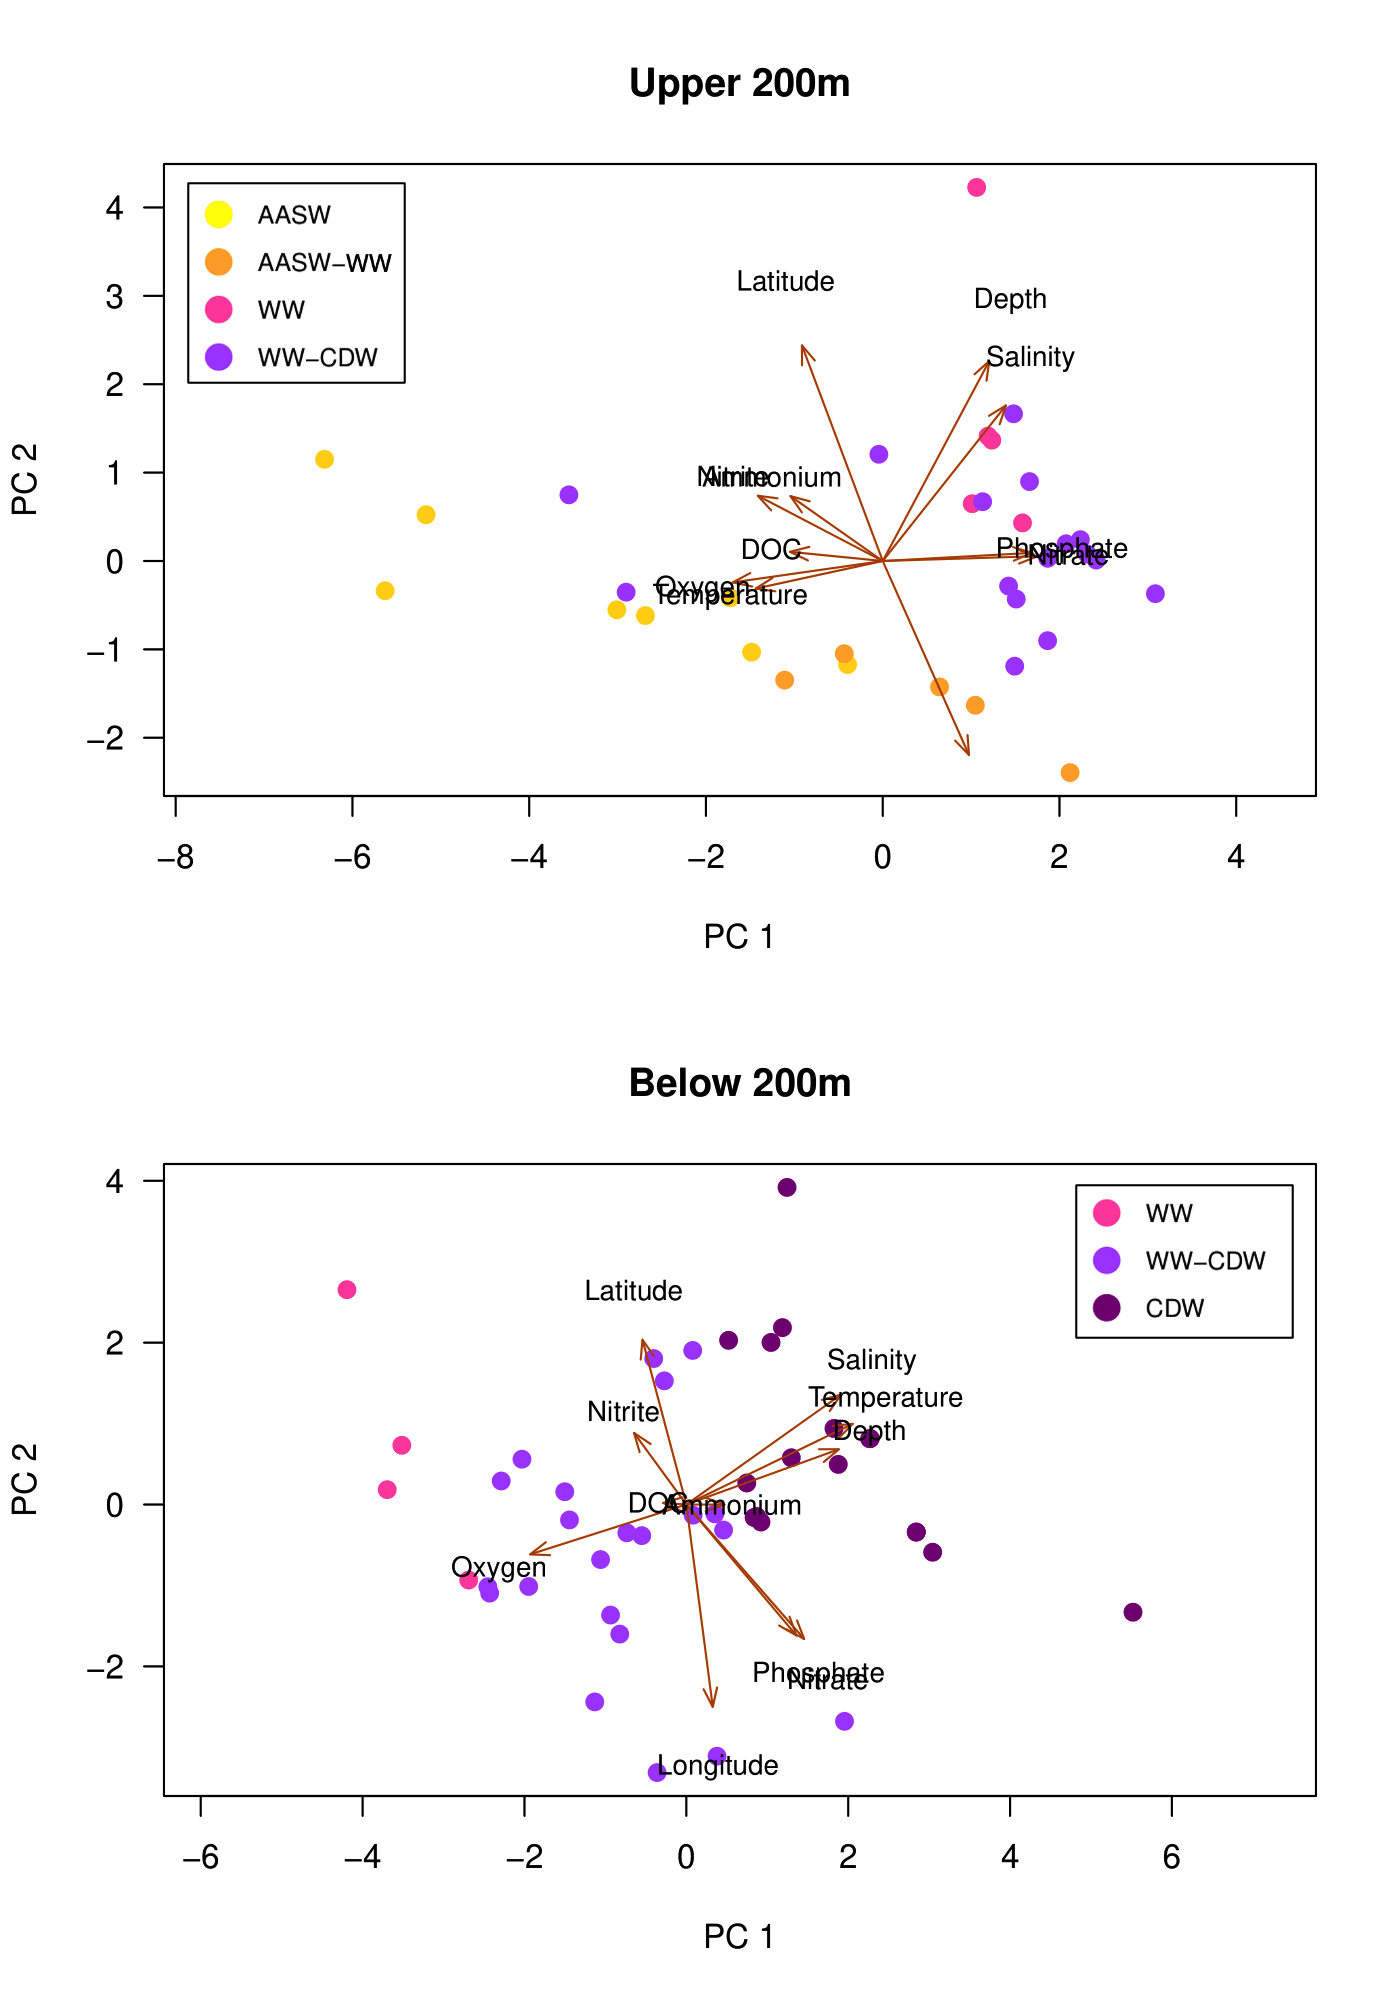 Upper 200m
AASW
AASW−WW
WW
WW−CDW
4
3
2
1
0
−1
−2
PC 2
Latitude
Depth
Salinity
Nitrite
Ammonium
DOC
Phosphate
Nitrate
Oxygen
Temperature
−8 −6 −4 −2 0 2 4
PC 1
Below 200m
WW
WW−CDW
CDW
4
2
0
−2
PC 2
Latitude
Salinity
Temperature
Nitrite
Depth
DOC
Ammonium
Oxygen
Phosphate
Nitrate
Longitude
−6 −4 −2 0 2 4 6
PC 1